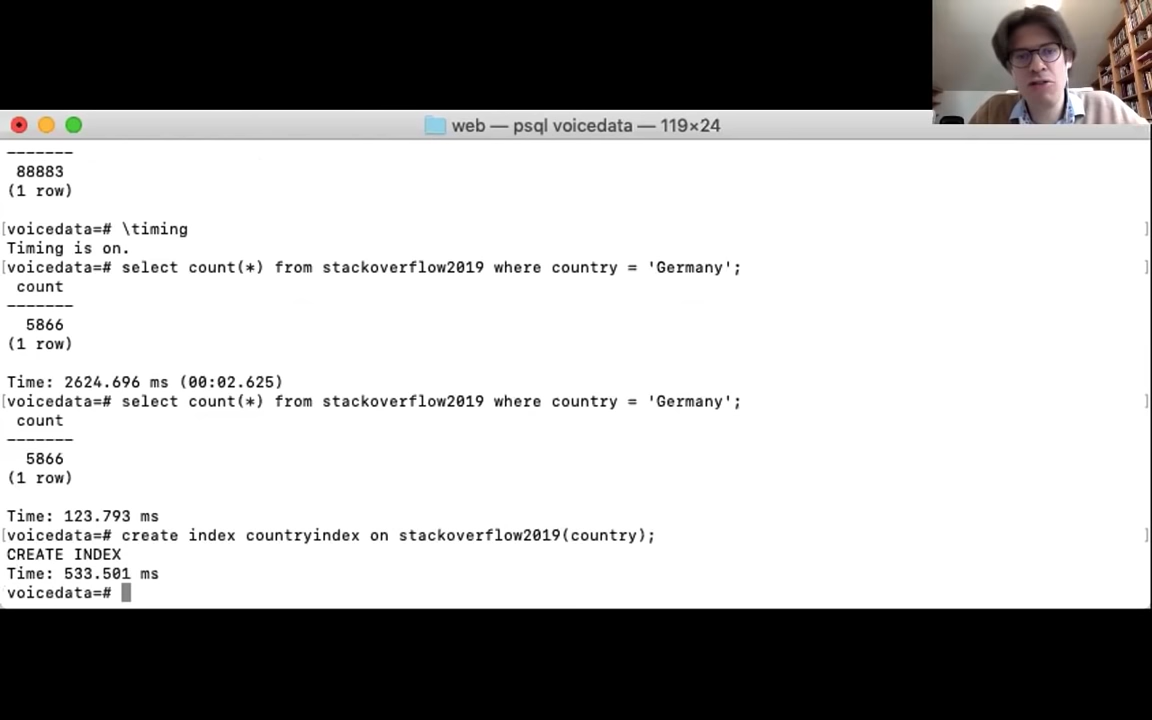 web — psql voicedata — 119×24
-------
88883
(1 row)
[voicedata=# \timing ]
Timing is on.
[voicedata=# select count(*) from stackoverflow2019 where country = 'Germany'; ]
count
-------
5866
(1 row)
Time: 2624.696 ms (00:02.625)
[voicedata=# select count(*) from stackoverflow2019 where country = 'Germany'; ]
count
-------
5866
(1 row)
Time: 123.793 ms
[voicedata=# create index countryindex on stackoverflow2019(country); ]
CREATE INDEX
Time: 533.501 ms
voicedata=#